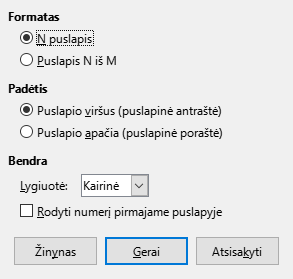 Formatas
N puslapis
Puslapis N iš M
Padėtis
Puslapio viršus (puslapinė antraštė)
Puslapio apačia (puslapinė poraštė)
Bendra
Lygiuotė: Kairinė
Rodyti numerį pirmajame puslapyje
Žinynas Gerai Atsisakyti